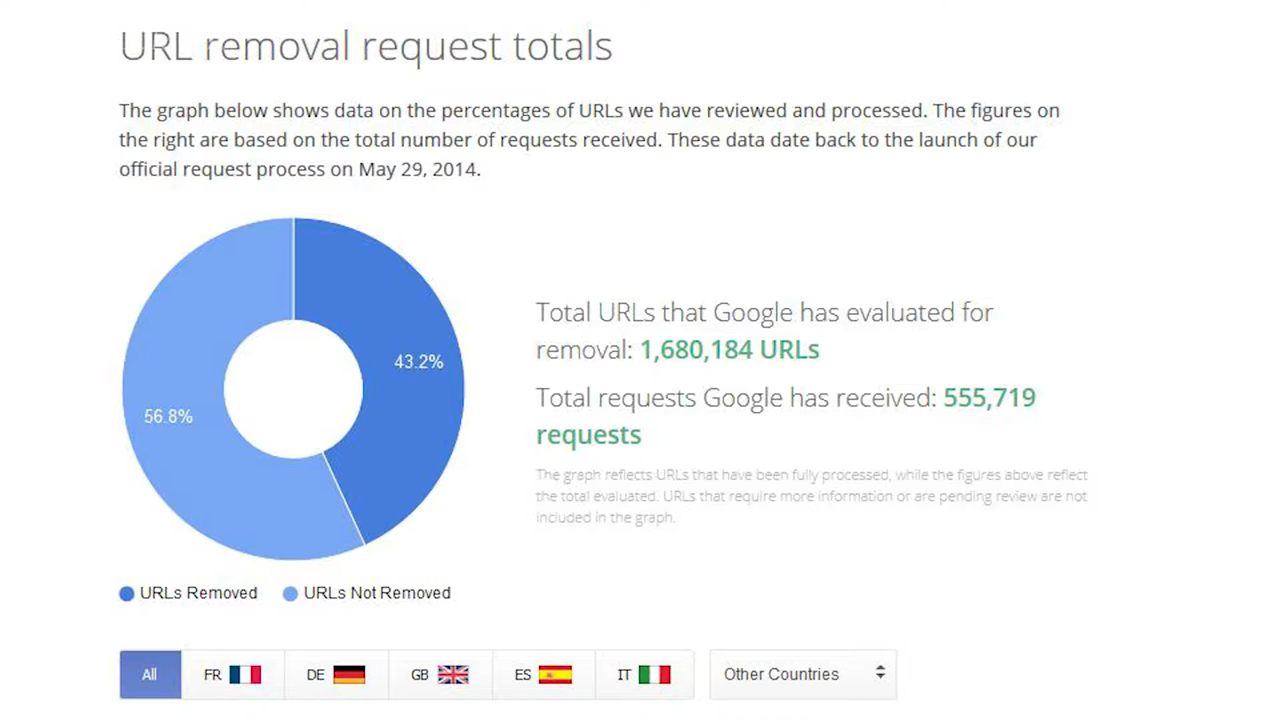 URL removal request totals
The graph below shows data on the percentages of URLs we have reviewed and processed. The figures on
the right are based on the total number of requests received. These data date back to the launch of our
official request process on May 29, 2014.
43.2%
56.8%
Total URLs that Google has evaluated for
removal: 1,680,184 URLs
Total requests Google has received: 555,719
requests
The graph reflects URLs that have been fully processed, while the figures above reflect
the total evaluated. URLs that require more information or are pending review are not
included in the graph.
URLs Removed URLs Not Removed
All FR DE GB ES IT Other Countries